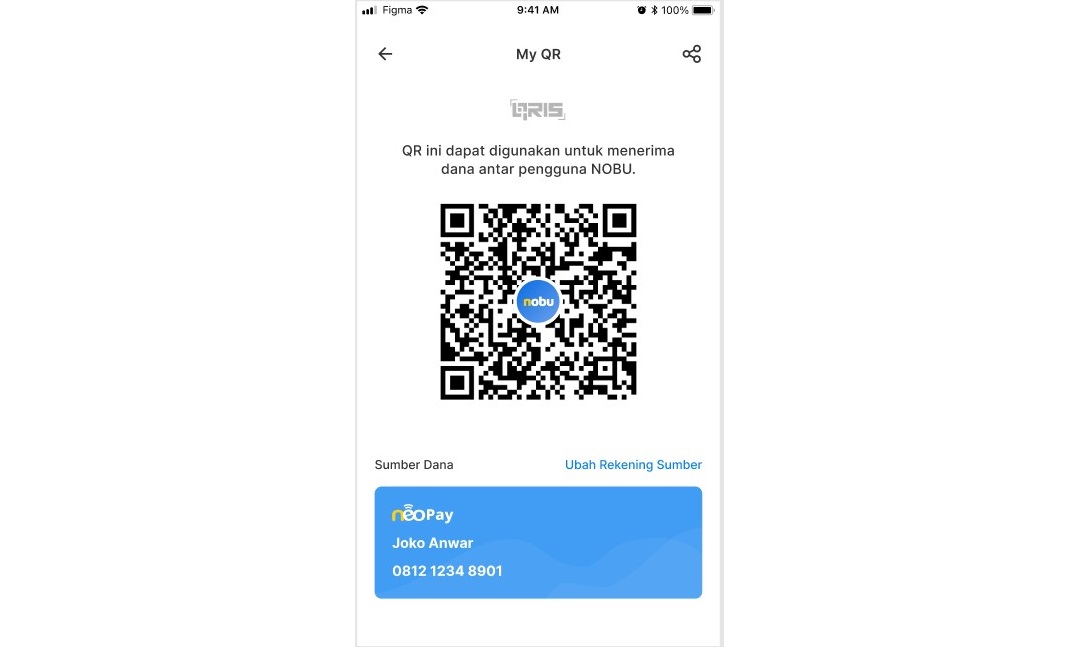 Figma 9:41 AM 100%
My QR
QRIS
QR ini dapat digunakan untuk menerima
dana antar pengguna NOBU.
nobu
Sumber Dana Ubah Rekening Sumber
neoPay
Joko Anwar
0812 1234 8901